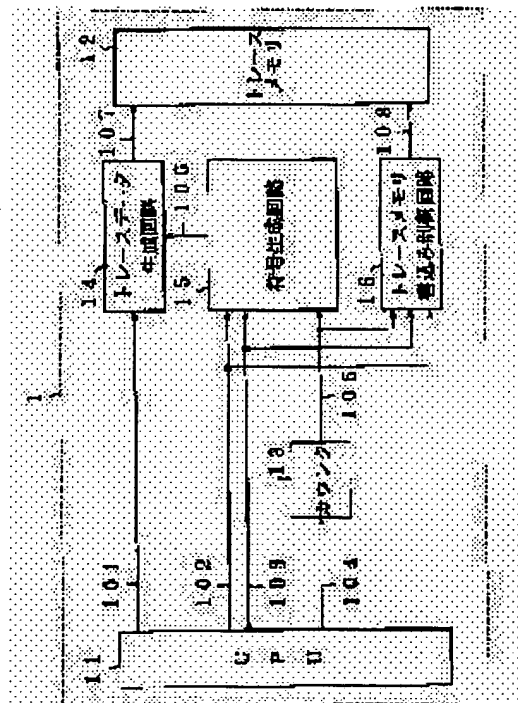 1
11
CPU
101
102
103
104
13
カウンタ
105
14
トレースデータ
生成回路
106
15
符号生成回路
16
トレースメモリ
書込み制御回路
107
108
12
トレース
メモリ